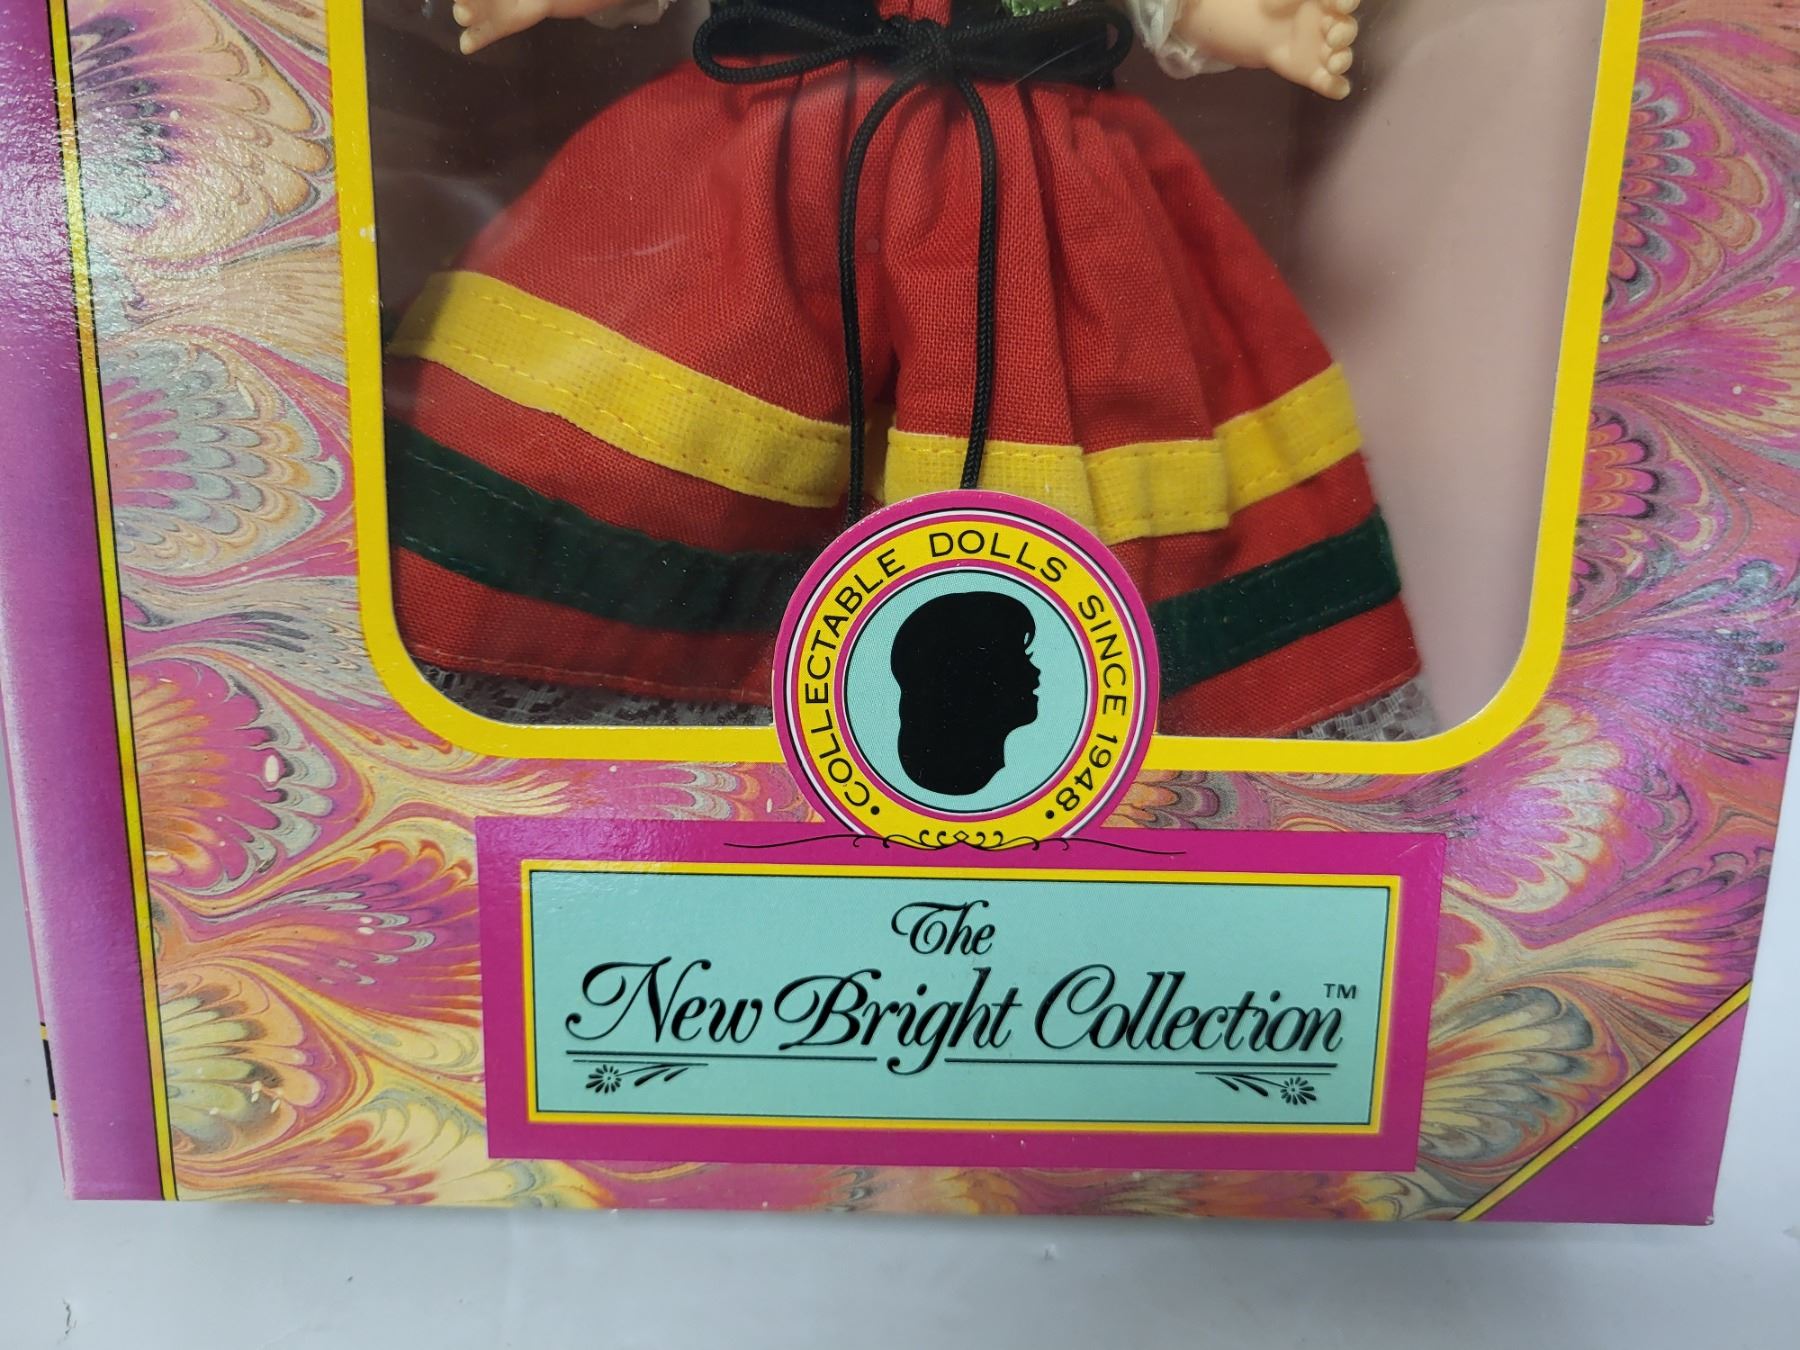 • COLLECTABLE DOLLS SINCE 1948 •
The
New Bright Collection™